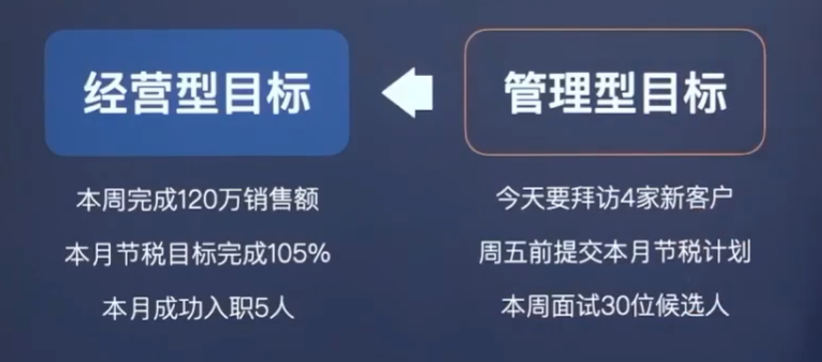 经营型目标
管理型目标
本周完成120万销售额
今天要拜访4家新客户
本月节税目标完成105%
周五前提交本月节税计划
本月成功入职5人
本周面试30位候选人